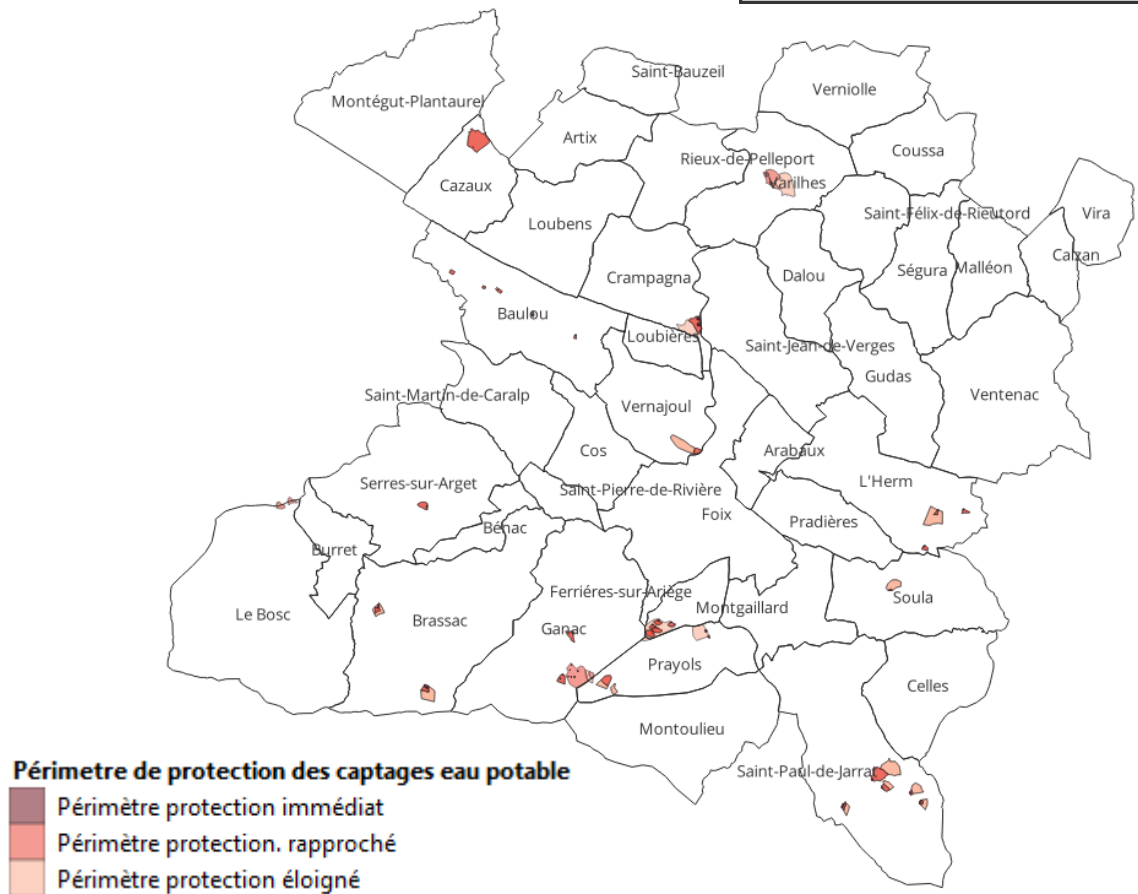 Saint-Bauzeil
Verniolle
Montégut-Plantaurel
Artix
Coussa
Rieux-de-Pelleport
Varilhes
Cazaux
Saint-Félix-de-Rieutord
Vira
Loubens
Calzan
Crampagna
Dalou
Ségura
Malléon
Baulou
Loubières
Saint-Jean-de-Verges
Gudas
Saint-Martin-de-Caralp
Ventenac
Vernajoul
Cos
Arabaux
Serres-sur-Arget
L'Herm
Saint-Pierre-de-Rivière
Foix
Pradières
Bénac
Burret
Ferriéres-sur-Ariège
Soula
Montgaillard
Le Bosc
Brassac
Ganac
Prayols
Celles
Montoulieu
Saint-Paul-de-Jarrat
Périmetre de protection des captages eau potable
Périmètre protection immédiat
Périmètre protection. rapproché
Périmètre protection éloigné